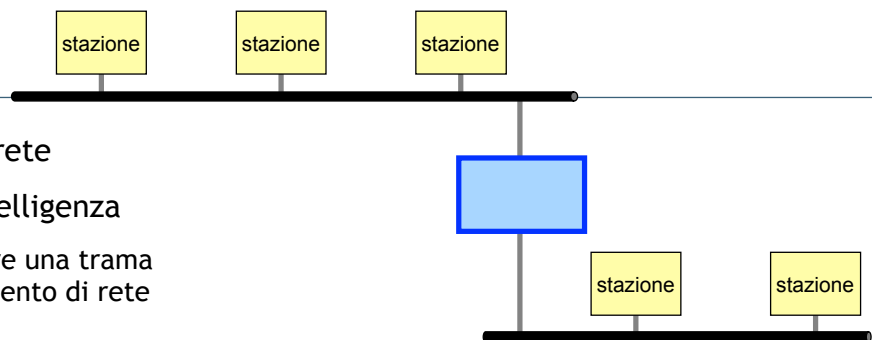 stazione stazione stazione
rete
elligenza
e una trama
ento di rete
stazione stazione